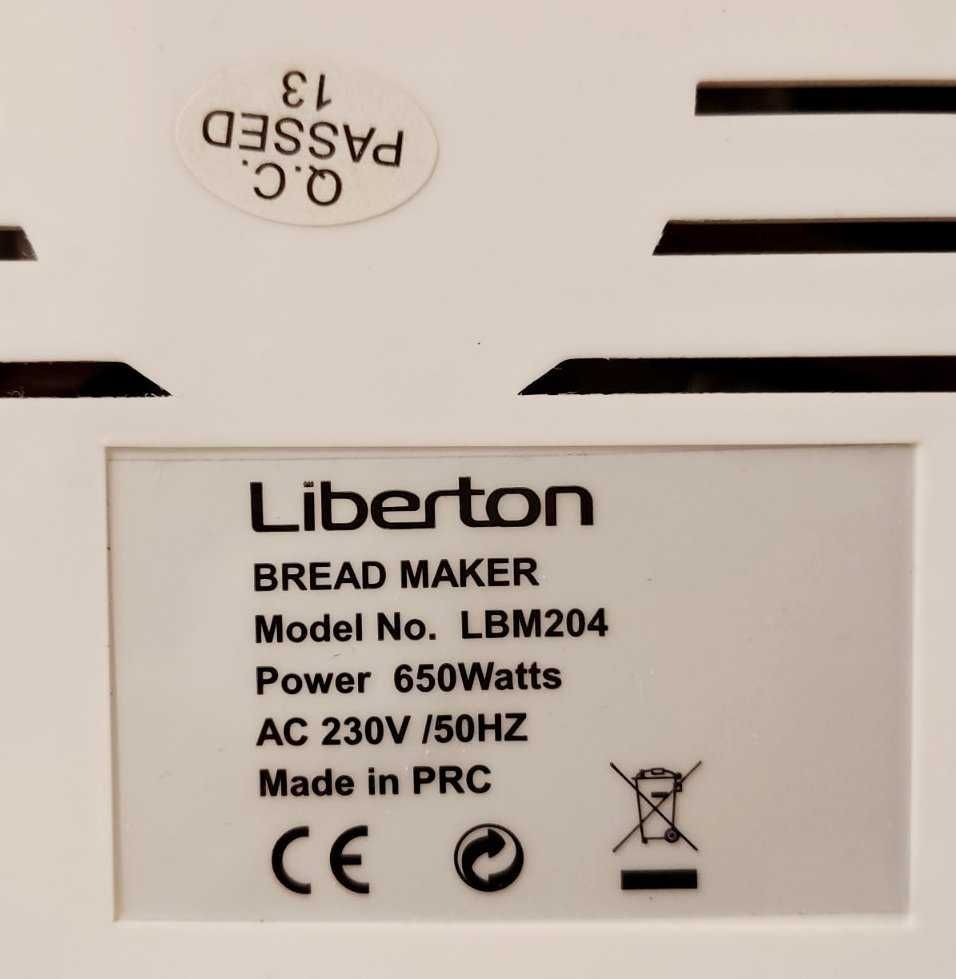 Q.C.
PASSED
13
Liberton
BREAD MAKER
Model No. LBM204
Power 650Watts
AC 230V /50HZ
Made in PRC
CE